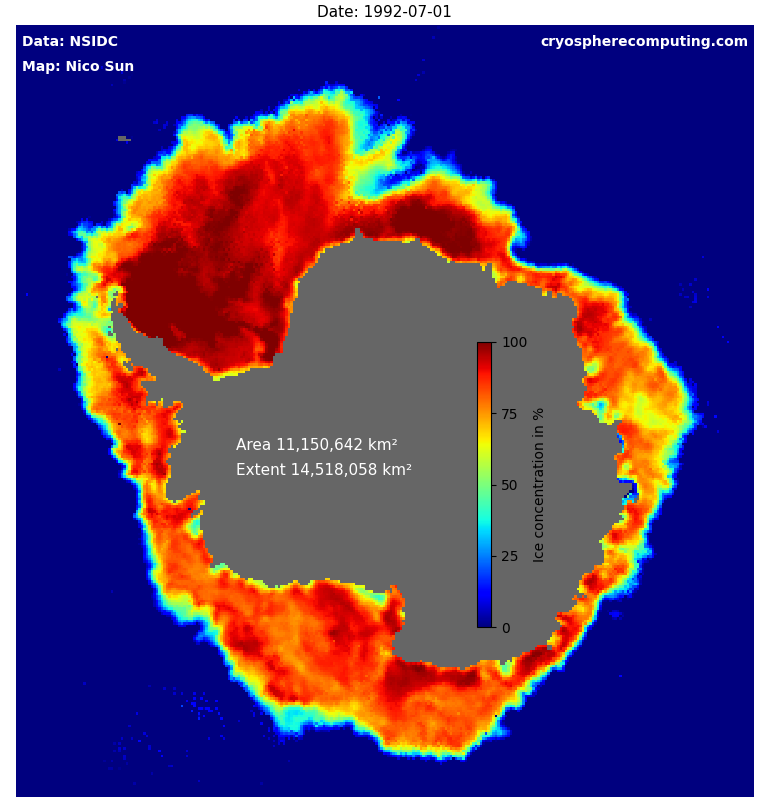 Date: 1992-07-01
Data: NSIDC
cryospherecomputing.com
Map: Nico Sun
100
75
50
25
0
Ice concentration in %
Area 11,150,642 km²
Extent 14,518,058 km²